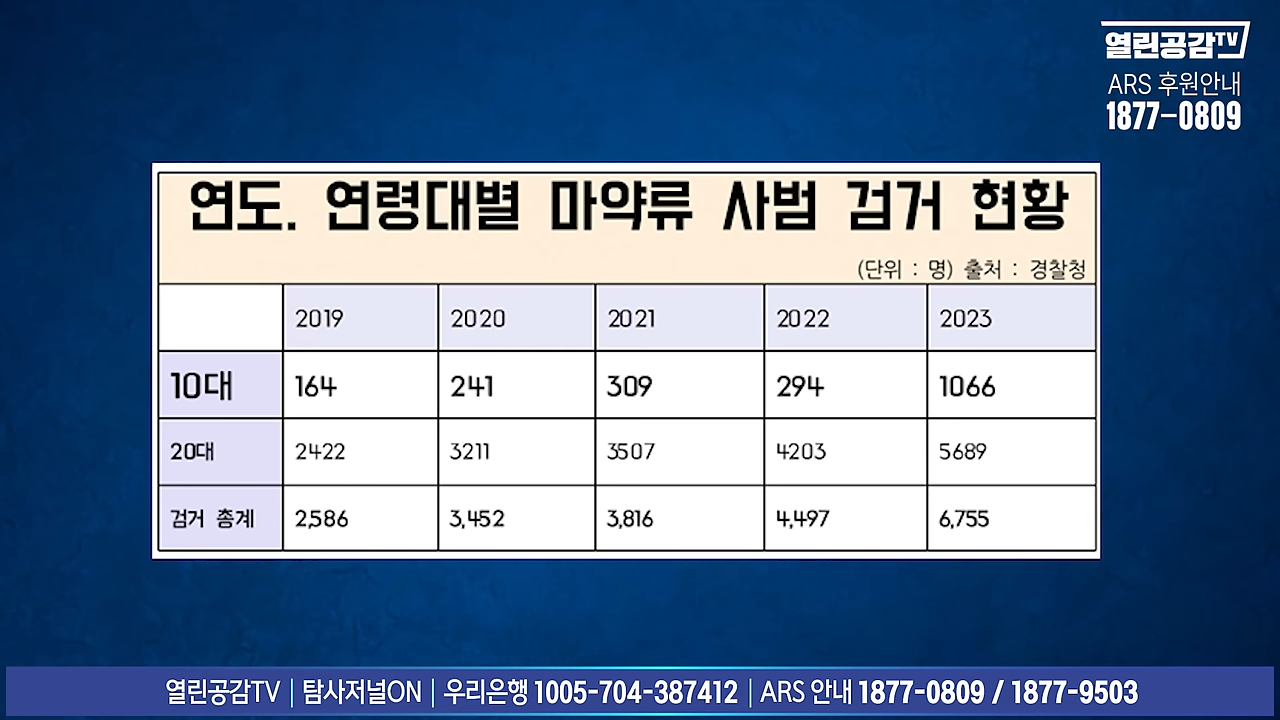 열린공감TV
ARS 후원안내
1877-0809
연도. 연령대별 마약류 사범 검거 현황
(단위 : 명) 출처 : 경찰청
2019 2020 2021 2022 2023
10대 164 241 309 294 1066
20대 2422 3211 3507 4203 5689
검거 총계 2,586 3,452 3,816 4,497 6,755
열린공감TV | 탐사저널ON | 우리은행 1005-704-387412 | ARS 안내 1877-0809 / 1877-9503